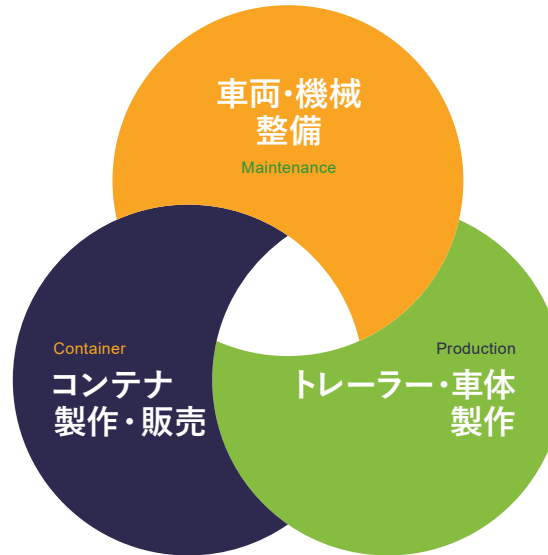 車両・機械
整備
Maintenance
Container
コンテナ
製作・販売
Production
トレーラー・車体
製作